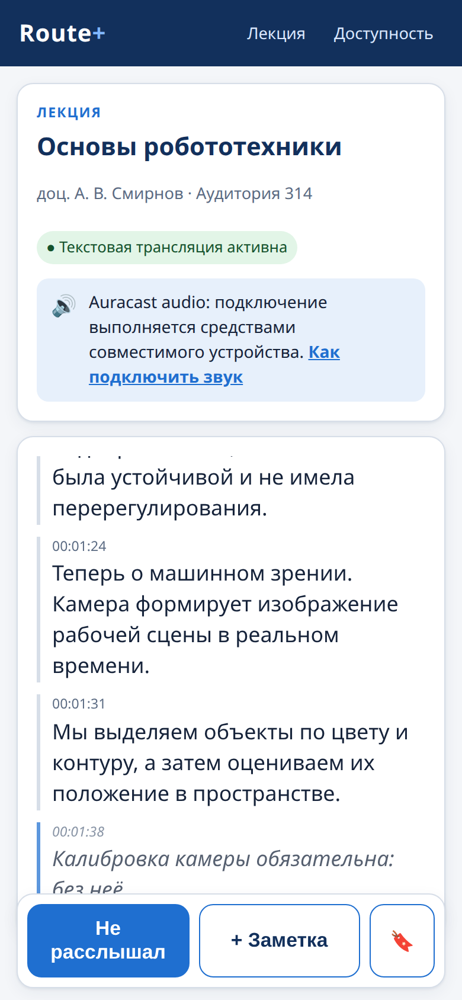 Route+
Лекция Доступность
ЛЕКЦИЯ
Основы робототехники
доц. А. В. Смирнов · Аудитория 314
● Текстовая трансляция активна
Auracast audio: подключение
выполняется средствами
совместимого устройства. Как
подключить звук
была устойчивой и не имела
перерегулирования.
00:01:24
Теперь о машинном зрении.
Камера формирует изображение
рабочей сцены в реальном
времени.
00:01:31
Мы выделяем объекты по цвету и
контуру, а затем оцениваем их
положение в пространстве.
00:01:38
Калибровка камеры обязательна:
без неё
Не
расслышал
+ Заметка